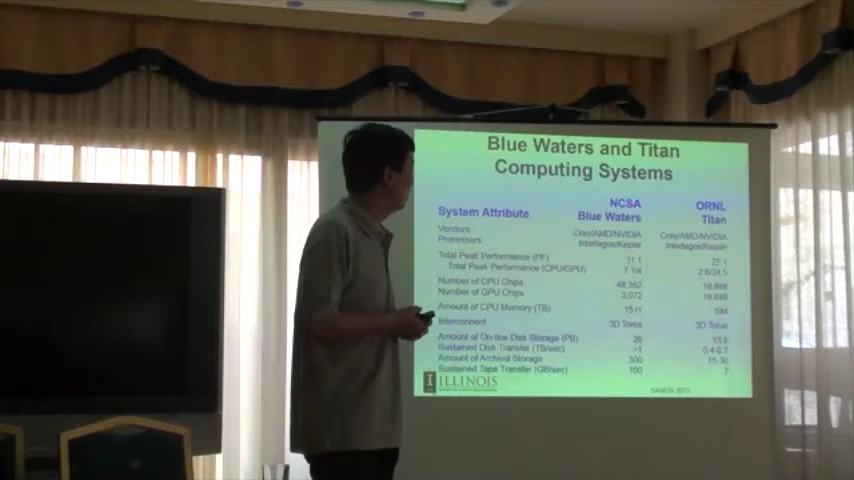 Blue Waters and Titan
Computing Systems
System Attribute NCSA Blue Waters ORNL Titan
Vendors Cray/AMD/NVIDIA Cray/AMD/NVIDIA
Processors Interlagos/Kepler Interlagos/Kepler
Total Peak Performance (PF) 11.1 27.1
Total Peak Performance (CPU/GPU) 7.1/4 2.6/24.5
Number of CPU Chips 48,352 18,688
Number of GPU Chips 3,072 18,688
Amount of CPU Memory (TB) 1511 584
Interconnect 3D Torus 3D Torus
Amount of On-line Disk Storage (PB) 26 13.6
Sustained Disk Transfer (TB/sec) >1 0.4-0.7
Amount of Archival Storage 300 15-30
Sustained Tape Transfer (GB/sec) 100 7
ILLINOIS
SAMOS 2013